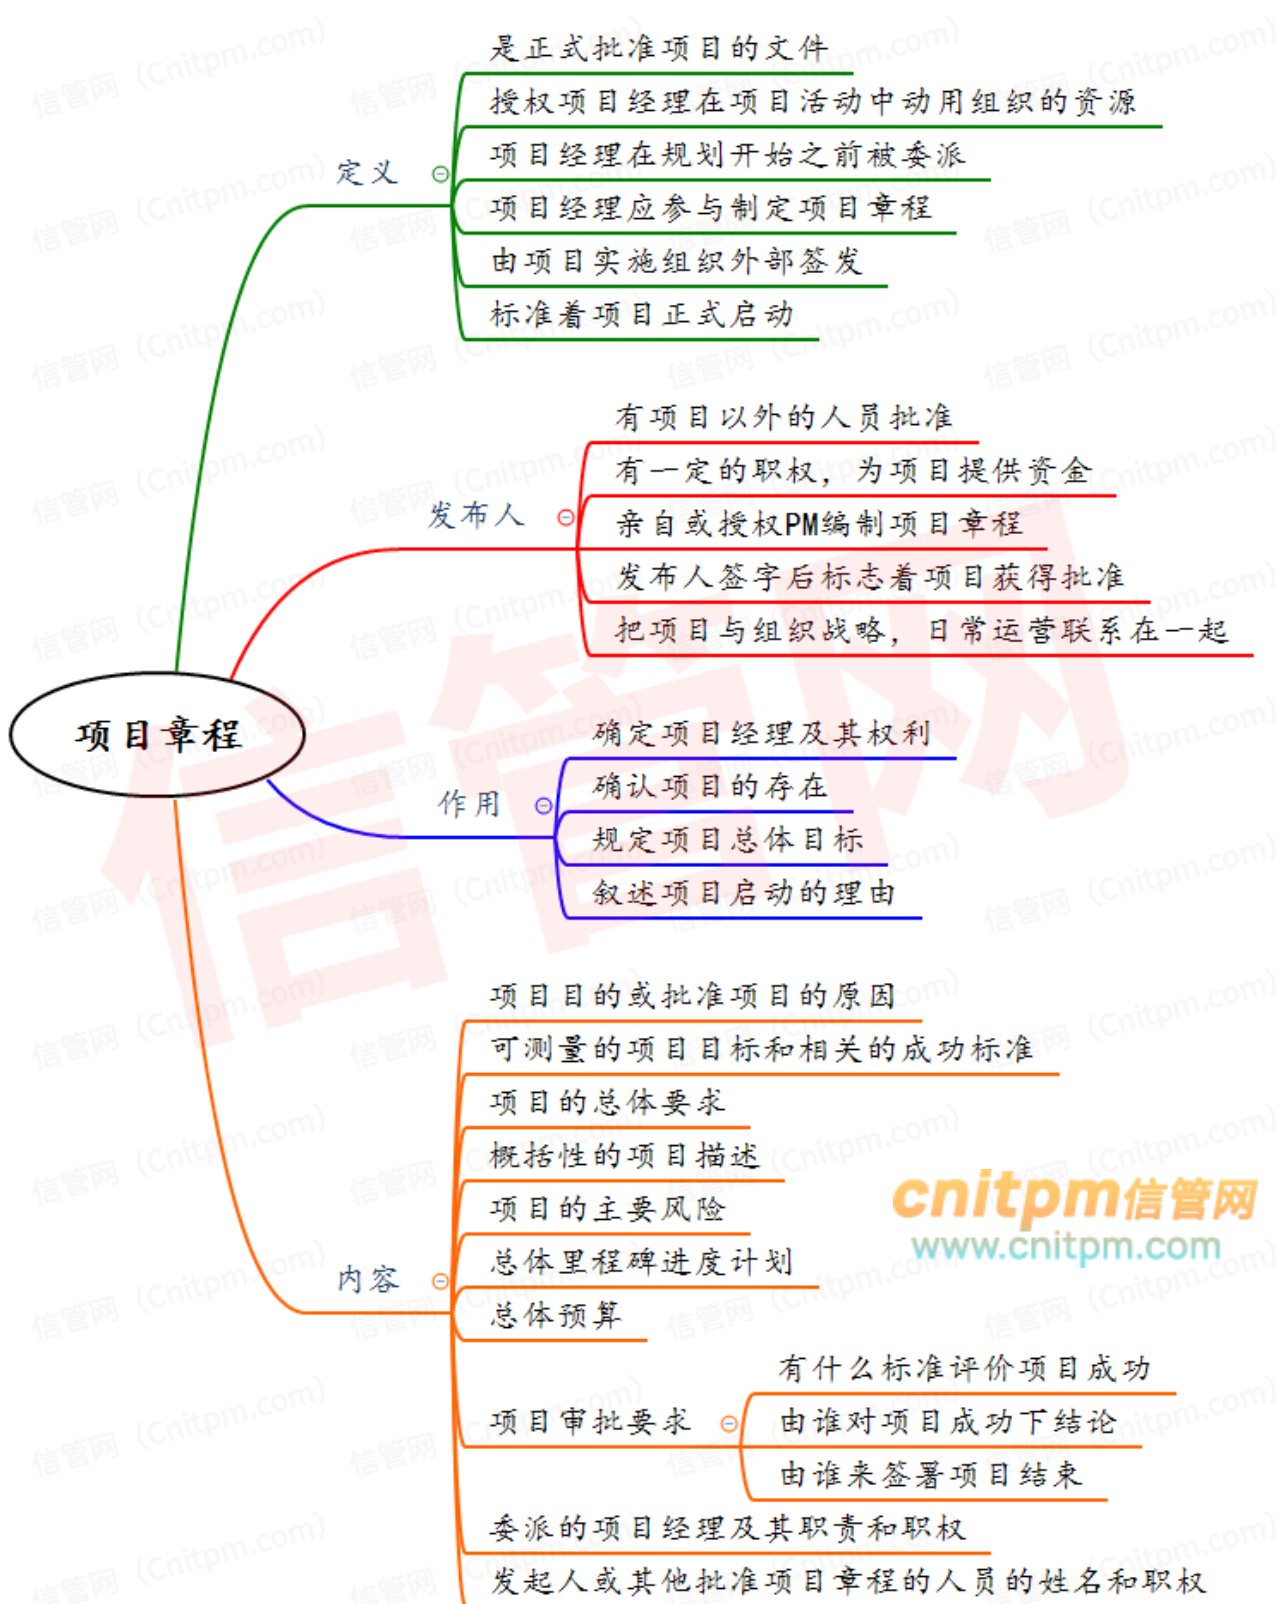 是正式批准项目的文件
授权项目经理在项目活动中动用组织的资源
项目经理在规划开始之前被委派
定义
项目经理应参与制定项目章程
由项目实施组织外部签发
标准着项目正式启动
有项目以外的人员批准
有一定的职权，为项目提供资金
发布人
亲自或授权PM编制项目章程
发布人签字后标志着项目获得批准
把项目与组织战略，日常运营联系在一起
项目章程
确定项目经理及其权利
确认项目的存在
作用
规定项目总体目标
叙述项目启动的理由
项目目的或批准项目的原因
可测量的项目目标和相关的成功标准
项目的总体要求
概括性的项目描述
项目的主要风险
总体里程碑进度计划
内容
总体预算
有什么标准评价项目成功
项目审批要求
由谁对项目成功下结论
由谁来签署项目结束
委派的项目经理及其职责和职权
发起人或其他批准项目章程的人员的姓名和职权
cnitpm信管网
www.cnitpm.com
信管网
信管网（Cnitpm.com）